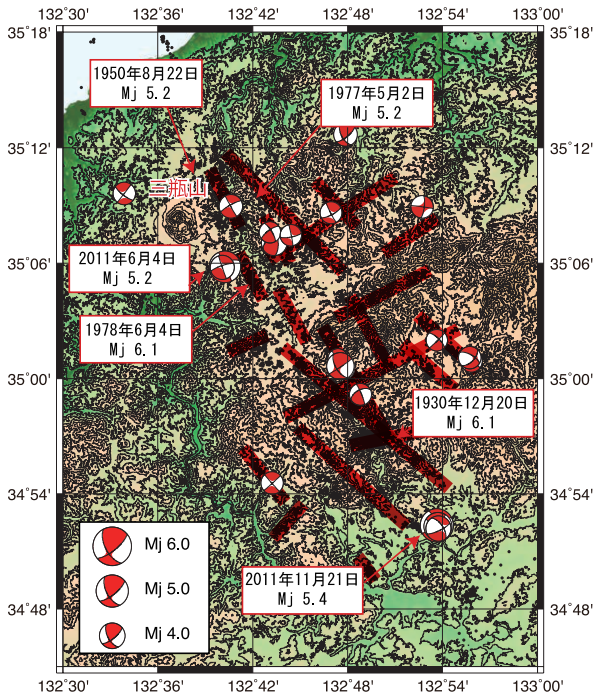 132°30' 132°36' 132°42' 132°48' 132°54' 133°00'
35°18' 35°18'
1950年8月22日
Mj 5.2
1977年5月2日
Mj 5.2
35°12' 35°12'
三瓶山
2011年6月4日
Mj 5.2
35°06' 35°06'
1978年6月4日
Mj 6.1
35°00' 35°00'
1930年12月20日
Mj 6.1
34°54' 34°54'
Mj 6.0
Mj 5.0
Mj 4.0
2011年11月21日
Mj 5.4
34°48' 34°48'
132°30' 132°36' 132°42' 132°48' 132°54' 133°00'